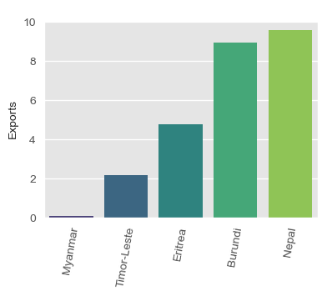 10
8
6
4
2
0
Exports
Myanmar
Timor-Leste
Eritrea
Burundi
Nepal